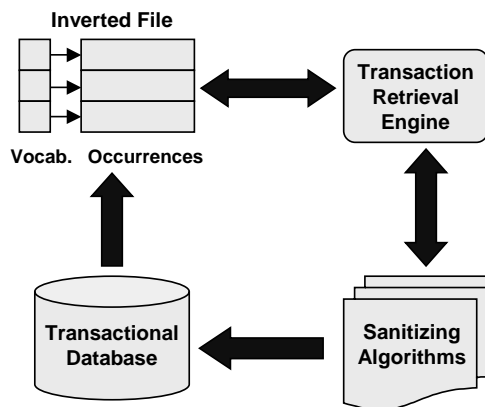 Inverted File
Transaction
Retrieval
Engine
Vocab. Occurrences
Transactional
Database
Sanitizing
Algorithms